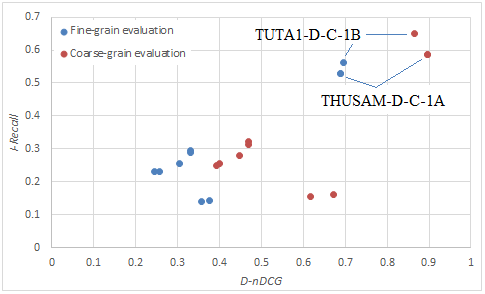 0.7
Fine-grain evaluation
Coarse-grain evaluation
TUTA1-D-C-1B
THUSAM-D-C-1A
0.6
0.5
0.4
0.3
0.2
0.1
0
I-Recall
0 0.1 0.2 0.3 0.4 0.5 0.6 0.7 0.8 0.9 1
D-nDCG